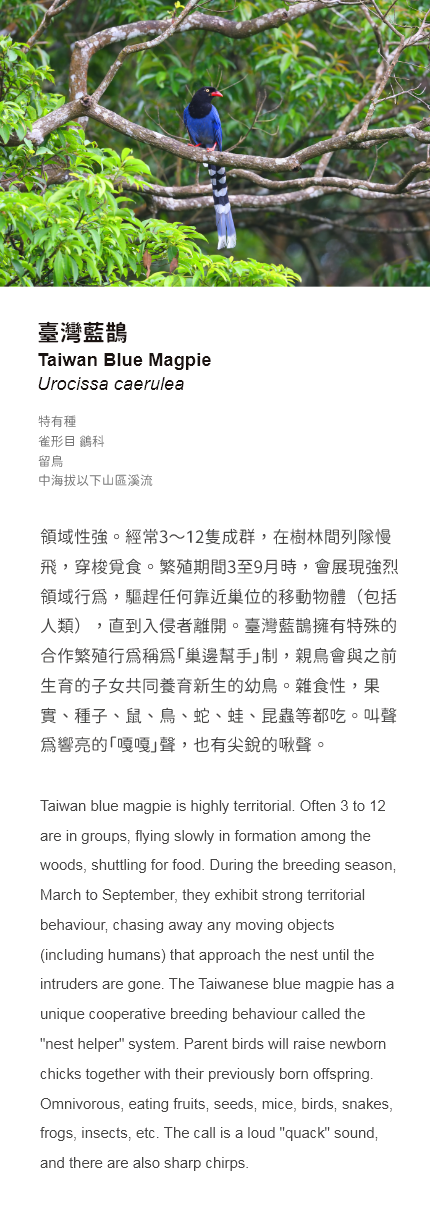 臺灣藍鵲
Taiwan Blue Magpie
Urocissa caerulea
特有種
雀形目 鶲科
留鳥
中海拔以下山區溪流
領域性強。經常3～12隻成群，在樹林間列隊慢
飛，穿梭覓食。繁殖期間3至9月時，會展現強烈
領域行爲，驅趕任何靠近巢位的移動物體（包括
人類），直到入侵者離開。臺灣藍鵲擁有特殊的
合作繁殖行爲稱爲｢巢邊幫手｣制，親鳥會與之前
生育的子女共同養育新生的幼鳥。雜食性，果
實、種子、鼠、鳥、蛇、蛙、昆蟲等都吃。叫聲
爲響亮的｢嘎嘎｣聲，也有尖銳的啾聲。
Taiwan blue magpie is highly territorial. Often 3 to 12
are in groups, flying slowly in formation among the
woods, shuttling for food. During the breeding season,
March to September, they exhibit strong territorial
behaviour, chasing away any moving objects
(including humans) that approach the nest until the
intruders are gone. The Taiwanese blue magpie has a
unique cooperative breeding behaviour called the
"nest helper" system. Parent birds will raise newborn
chicks together with their previously born offspring.
Omnivorous, eating fruits, seeds, mice, birds, snakes,
frogs, insects, etc. The call is a loud "quack" sound,
and there are also sharp chirps.